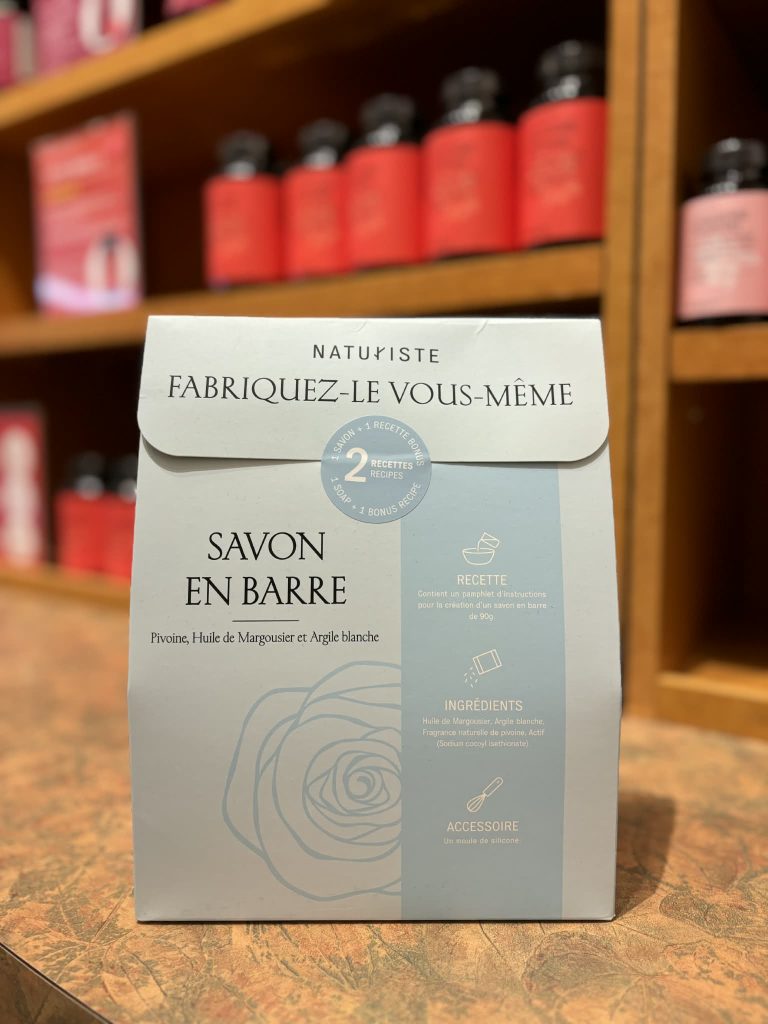 NATURISTE
FABRIQUEZ-LE VOUS-MÊME
1 SAVON + 1 RECETTE BONUS
2 RECETTES
RECIPES
1 SOAP + 1 BONUS RECIPE
SAVON
EN BARRE
Pivoine, Huile de Margousier et Argile blanche
RECETTE
Contient un pamphlet d'instructions
pour la création d'un savon en barre
de 90g
INGRÉDIENTS
Huile de Margousier, Argile blanche,
Fragrance naturelle de pivoine, Actif
(Sodium cocoyl isethionate)
ACCESSOIRE
Un moule de silicone